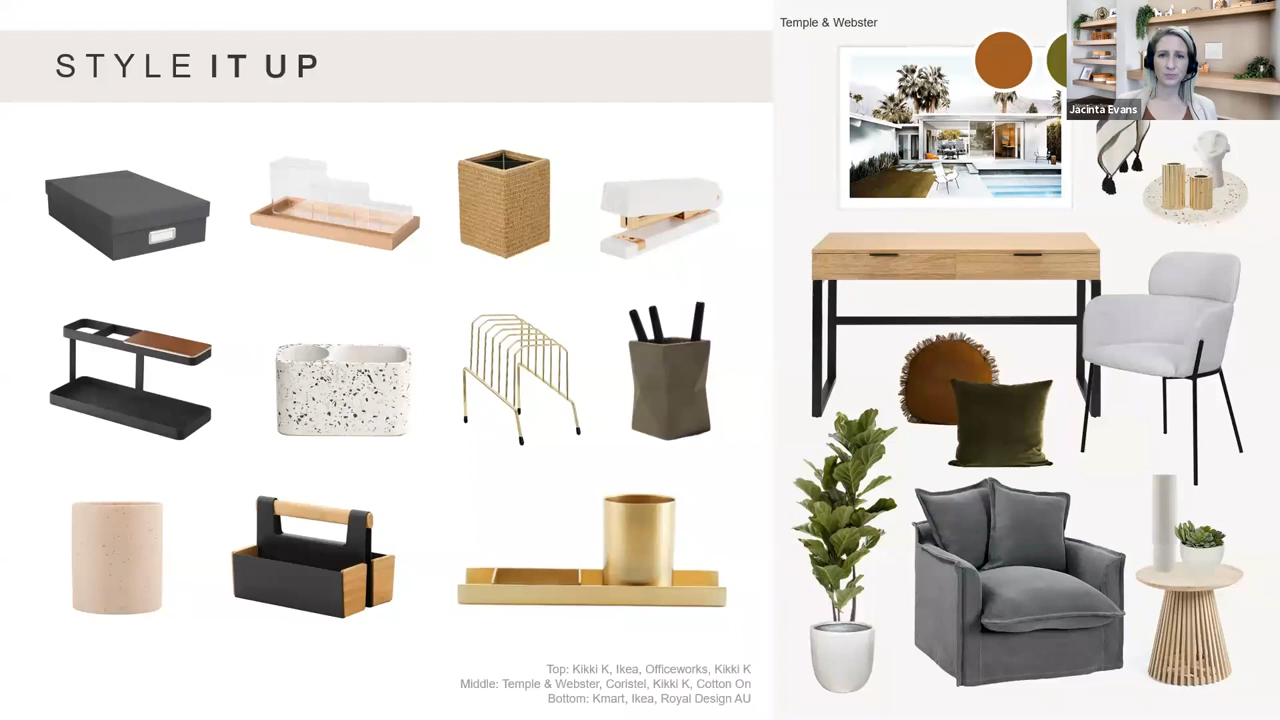 STYLE IT UP
Temple & Webster
Jacinta Evans
Top: Kikki K, Ikea, Officeworks, Kikki K
Middle: Temple & Webster, Coristel, Kikki K, Cotton On
Bottom: Kmart, Ikea, Royal Design AU